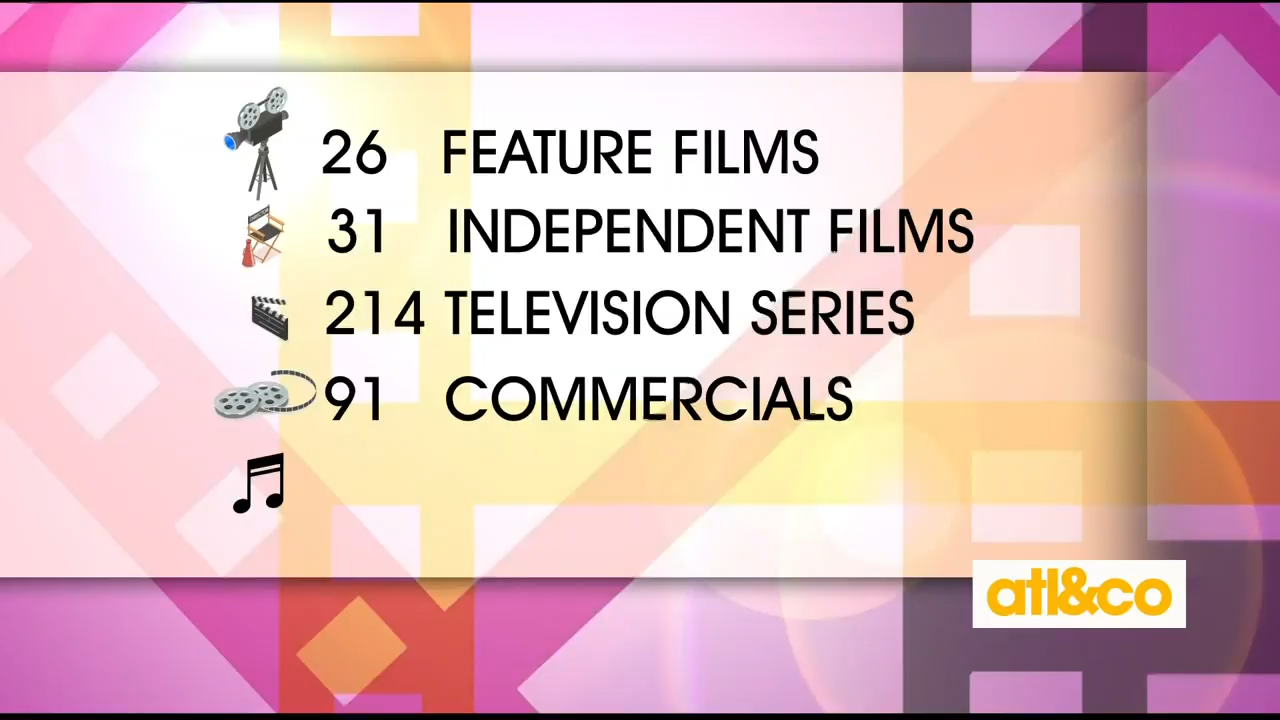 26 FEATURE FILMS
31 INDEPENDENT FILMS
214 TELEVISION SERIES
91 COMMERCIALS
atl&co